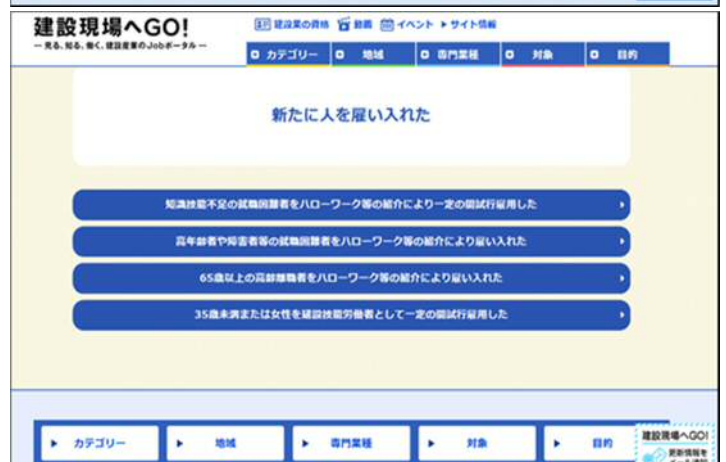 建設現場へGO!
― 見る、知る、働く、建設産業のJobポータル ―
建設業の資格 動画 イベント サイト情報
カテゴリー 地域 専門業種 対象 目的
新たに人を雇い入れた
知識技能不足の就職困難者をハローワーク等の紹介により一定の間試行雇用した
高年齢者や障害者等の就職困難者をハローワーク等の紹介により雇い入れた
65歳以上の高齢離職者をハローワーク等の紹介により雇い入れた
35歳未満または女性を建設技能労働者として一定の間試行雇用した
カテゴリー 地域 専門業種 対象 目的
建設現場へGO!
更新情報を